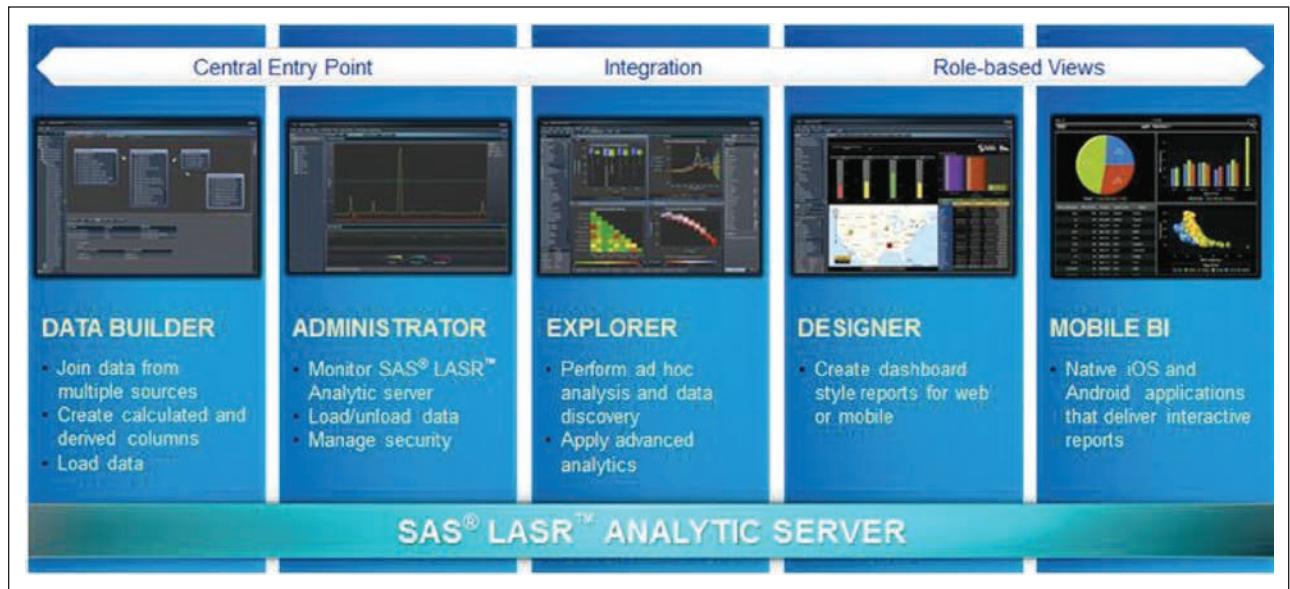 Central Entry Point
Integration
Role-based Views
DATA BUILDER
• Join data from
multiple sources
• Create calculated and
derived columns
• Load data
ADMINISTRATOR
• Monitor SAS® LASR™
Analytic server
• Load/unload data
• Manage security
EXPLORER
• Perform ad hoc
analysis and data
discovery
• Apply advanced
analytics
DESIGNER
• Create dashboard
style reports for web
or mobile
MOBILE BI
• Native iOS and
Android applications
that deliver interactive
reports
SAS® LASR™ ANALYTIC SERVER